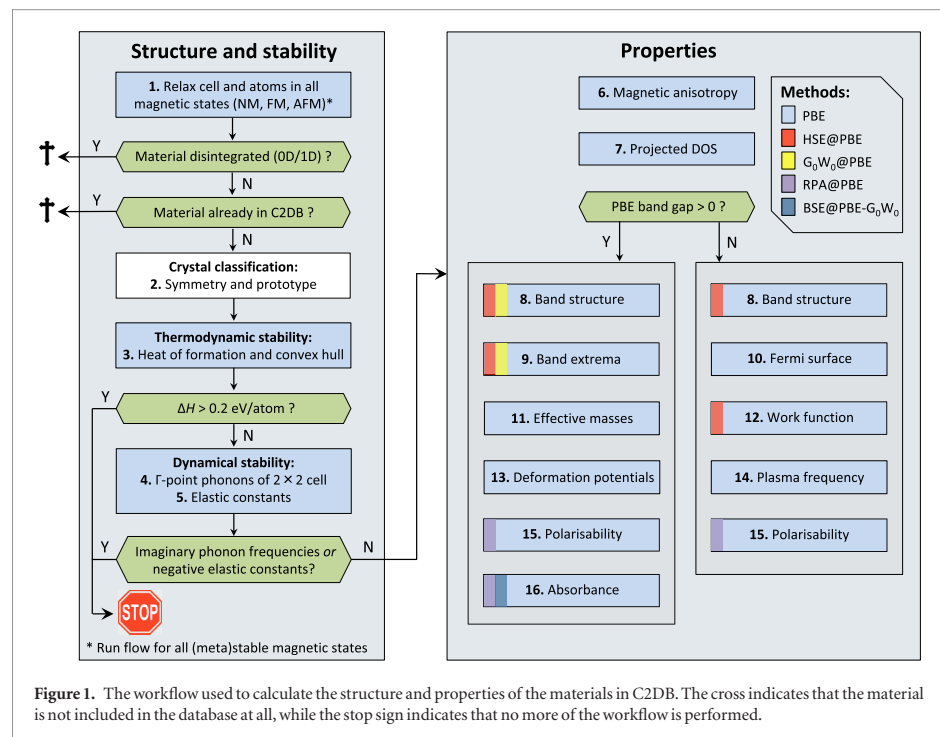 Structure and stability
1. Relax cell and atoms in all
magnetic states (NM, FM, AFM)*
Y
Material disintegrated (0D/1D) ?
N
Y
Material already in C2DB ?
N
Crystal classification:
2. Symmetry and prototype
Thermodynamic stability:
3. Heat of formation and convex hull
Y
ΔH > 0.2 eV/atom ?
N
Dynamical stability:
4. Γ-point phonons of 2 × 2 cell
5. Elastic constants
Y
Imaginary phonon frequencies or
negative elastic constants?
N
STOP
* Run flow for all (meta)stable magnetic states
Properties
6. Magnetic anisotropy
7. Projected DOS
Methods:
PBE
HSE@PBE
G₀W₀@PBE
RPA@PBE
BSE@PBE-G₀W₀
PBE band gap > 0 ?
Y
N
8. Band structure
9. Band extrema
11. Effective masses
13. Deformation potentials
15. Polarisability
16. Absorbance
8. Band structure
10. Fermi surface
12. Work function
14. Plasma frequency
15. Polarisability
Figure 1. The workflow used to calculate the structure and properties of the materials in C2DB. The cross indicates that the material
is not included in the database at all, while the stop sign indicates that no more of the workflow is performed.